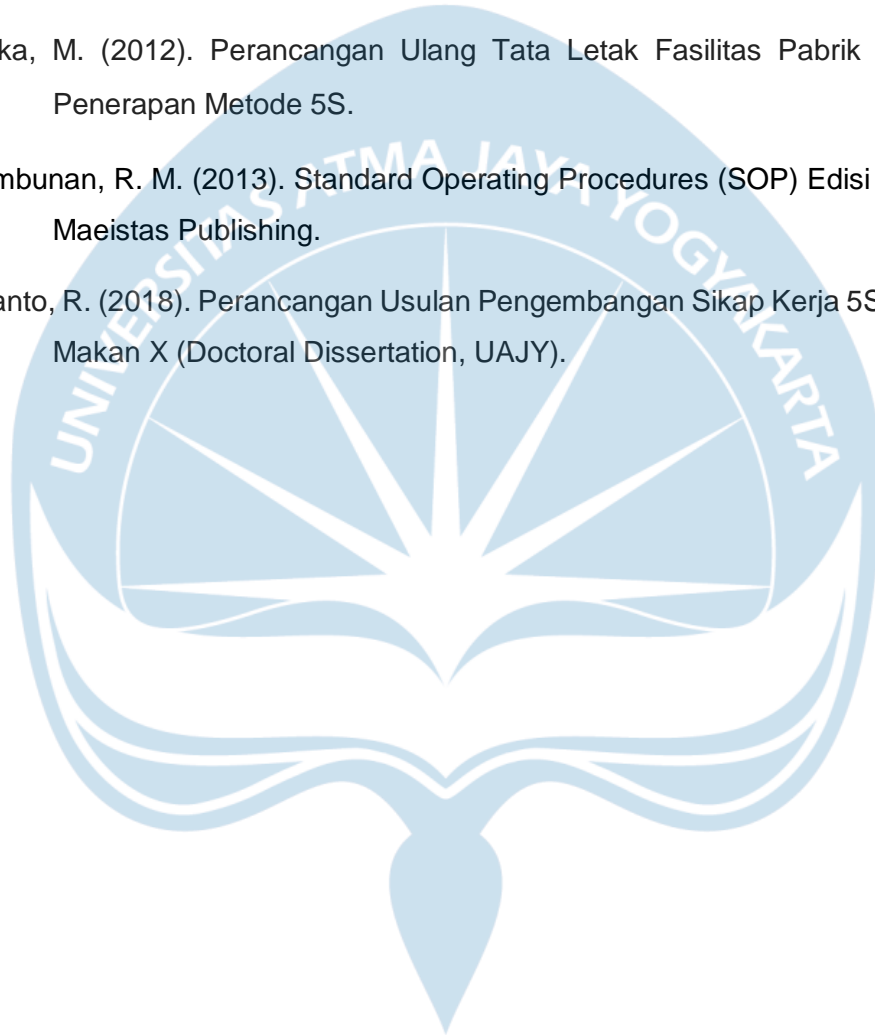 ka, M. (2012). Perancangan Ulang Tata Letak Fasilitas Pabrik
Penerapan Metode 5S.
mbunan, R. M. (2013). Standard Operating Procedures (SOP) Edisi
Maeistas Publishing.
anto, R. (2018). Perancangan Usulan Pengembangan Sikap Kerja 5S
Makan X (Doctoral Dissertation, UAJY).
UNIVERSITAS ATMA JAYA YOGYAKARTA